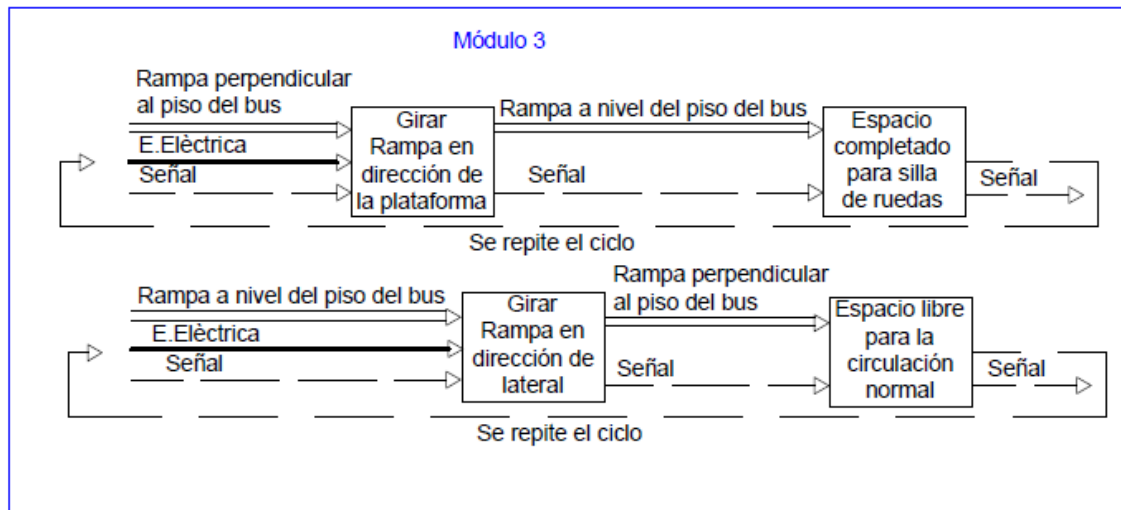 Módulo 3
Rampa perpendicular
al piso del bus
E.Elèctrica
Señal
Girar
Rampa en
dirección de
la plataforma
Rampa a nivel del piso del bus
Señal
Espacio
completado
para silla
de ruedas
Señal
Se repite el ciclo
Rampa a nivel del piso del bus
E.Elèctrica
Señal
Girar
Rampa en
dirección de
lateral
Rampa perpendicular
al piso del bus
Señal
Espacio libre
para la
circulación
normal
Señal
Se repite el ciclo